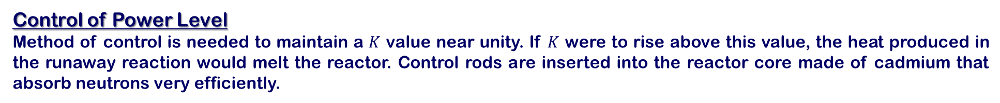 Control of Power Level
Method of control is needed to maintain a K value near unity. If K were to rise above this value, the heat produced in
the runaway reaction would melt the reactor. Control rods are inserted into the reactor core made of cadmium that
absorb neutrons very efficiently.